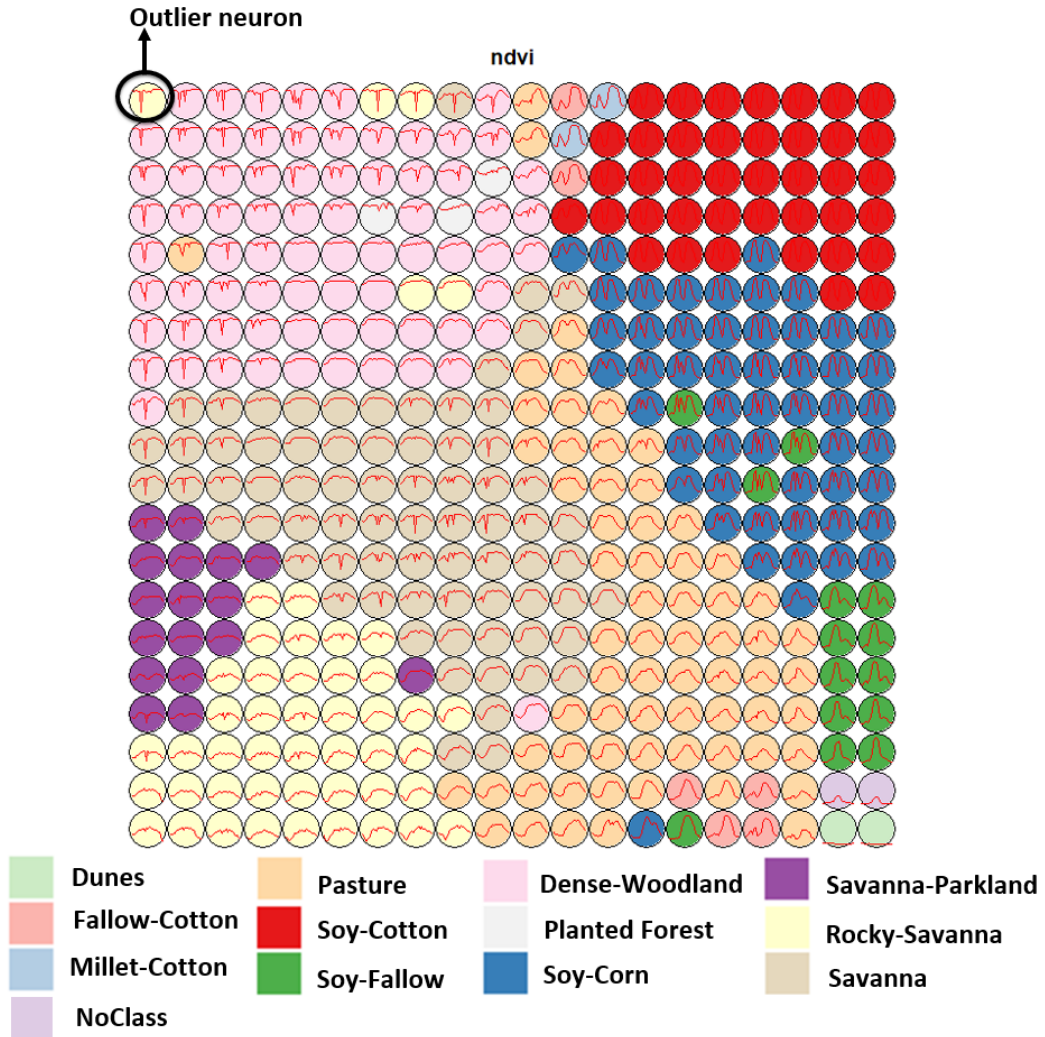 Outlier neuron
ndvi
Dunes
Pasture
Dense-Woodland
Savanna-Parkland
Fallow-Cotton
Soy-Cotton
Planted Forest
Rocky-Savanna
Millet-Cotton
Soy-Fallow
Soy-Corn
Savanna
NoClass